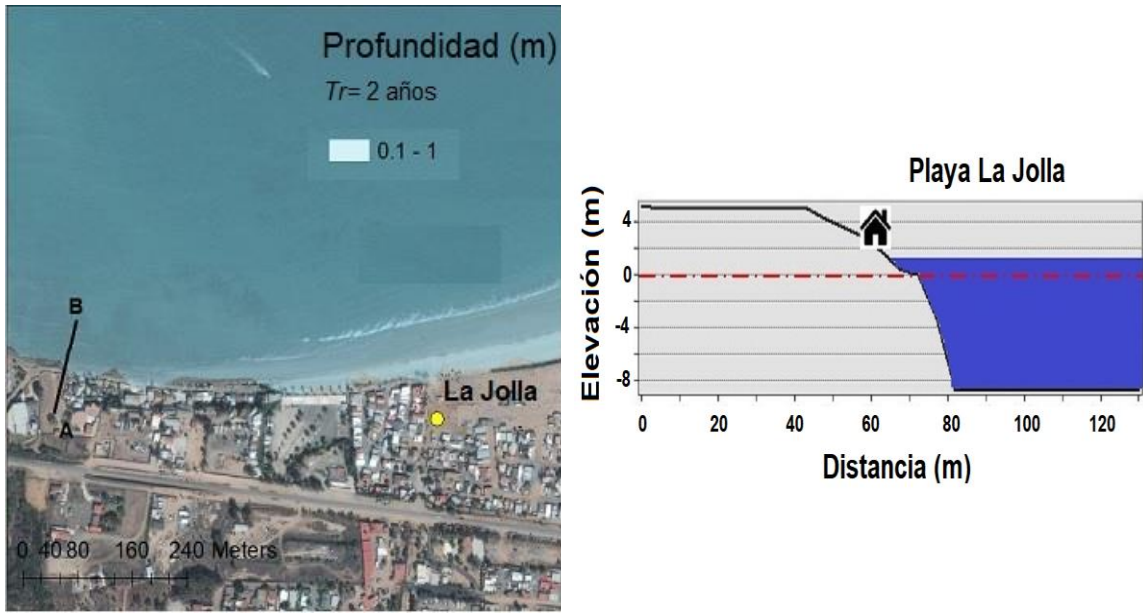 Profundidad (m)
Tr= 2 años
0.1 - 1
B
A
La Jolla
0 40 80 160 240 Meters
Playa La Jolla
Elevación (m)
4
0
-4
-8
0 20 40 60 80 100 120
Distancia (m)